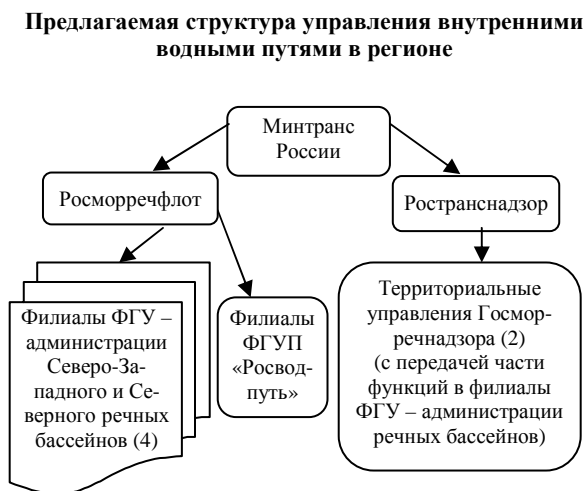 Предлагаемая структура управления внутренними
водными путями в регионе
Минтранс
России
Росморречфлот
Ространснадзор
Филиалы ФГУ –
администрации
Северо-За-
падного и Се-
верного речных
бассейнов (4)
Филиалы
ФГУП
«Росвод-
путь»
Территориальные
управления Госмор-
речнадзора (2)
(с передачей части
функций в филиалы
ФГУ – администрации
речных бассейнов)